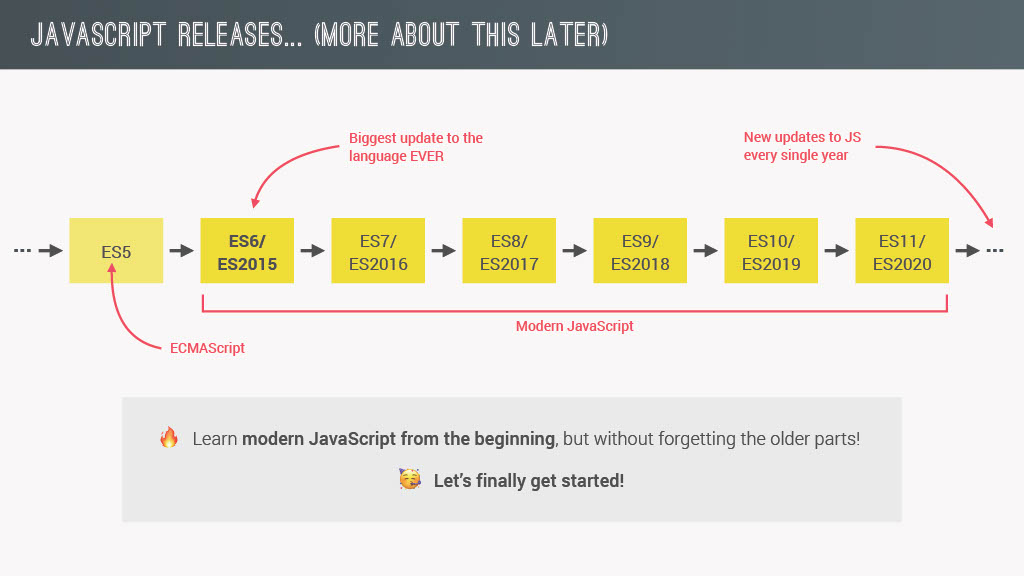 JAVASCRIPT RELEASES... (MORE ABOUT THIS LATER)
Biggest update to the
language EVER
New updates to JS
every single year
...
ES5
ES6/
ES2015
ES7/
ES2016
ES8/
ES2017
ES9/
ES2018
ES10/
ES2019
ES11/
ES2020
...
Modern JavaScript
ECMAScript
🔥 Learn modern JavaScript from the beginning, but without forgetting the older parts!
🥳 Let's finally get started!